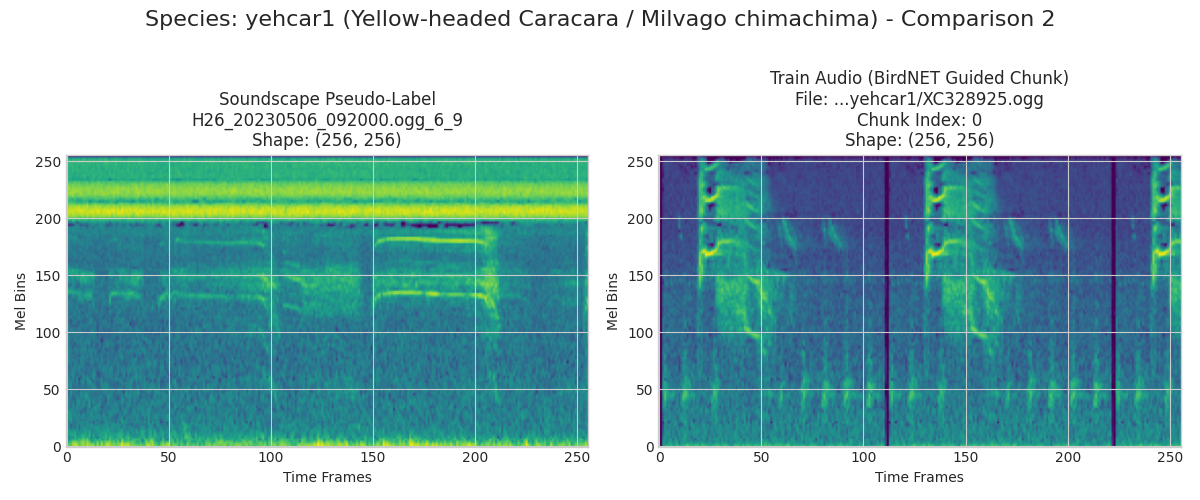 Species: yehcar1 (Yellow-headed Caracara / Milvago chimachima) - Comparison 2
Soundscape Pseudo-Label
H26_20230506_092000.ogg_6_9
Shape: (256, 256)
250
200
150
100
50
0
Mel Bins
0 50 100 150 200 250
Time Frames
Train Audio (BirdNET Guided Chunk)
File: ...yehcar1/XC328925.ogg
Chunk Index: 0
Shape: (256, 256)
250
200
150
100
50
0
Mel Bins
0 50 100 150 200 250
Time Frames